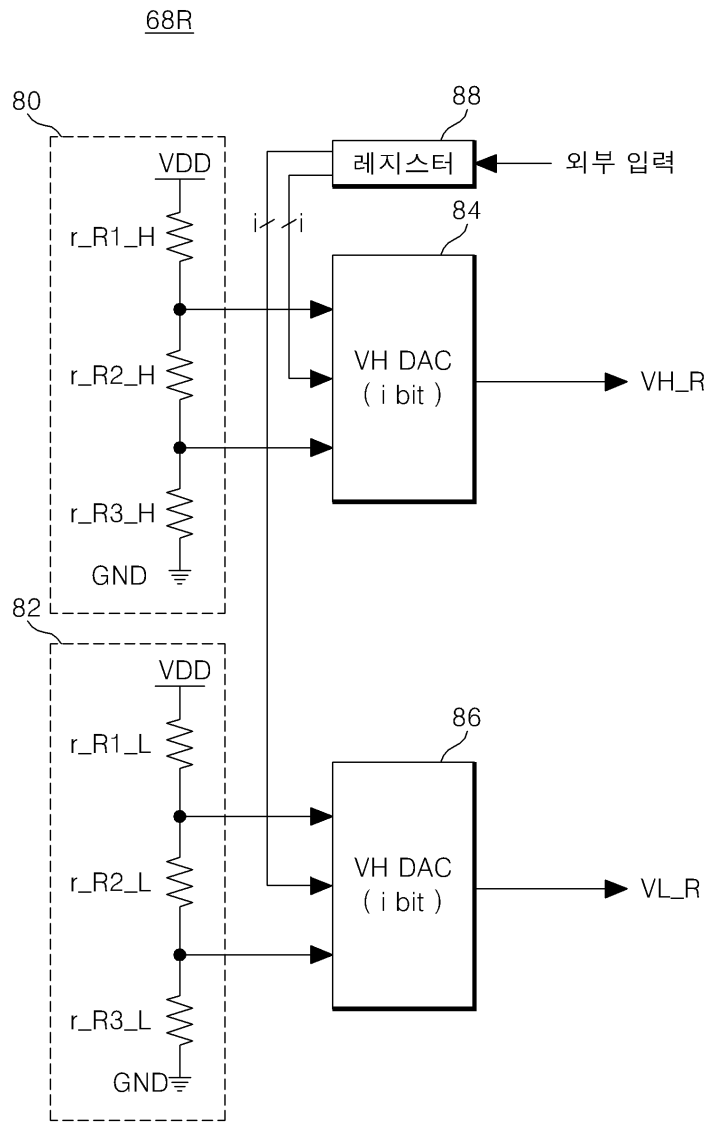 68R
80
88
VDD
레지스터
외부 입력
r_R1_H
i
i
84
r_R2_H
VH DAC
( i bit )
VH_R
r_R3_H
GND
82
VDD
86
r_R1_L
r_R2_L
VH DAC
( i bit )
VL_R
r_R3_L
GND